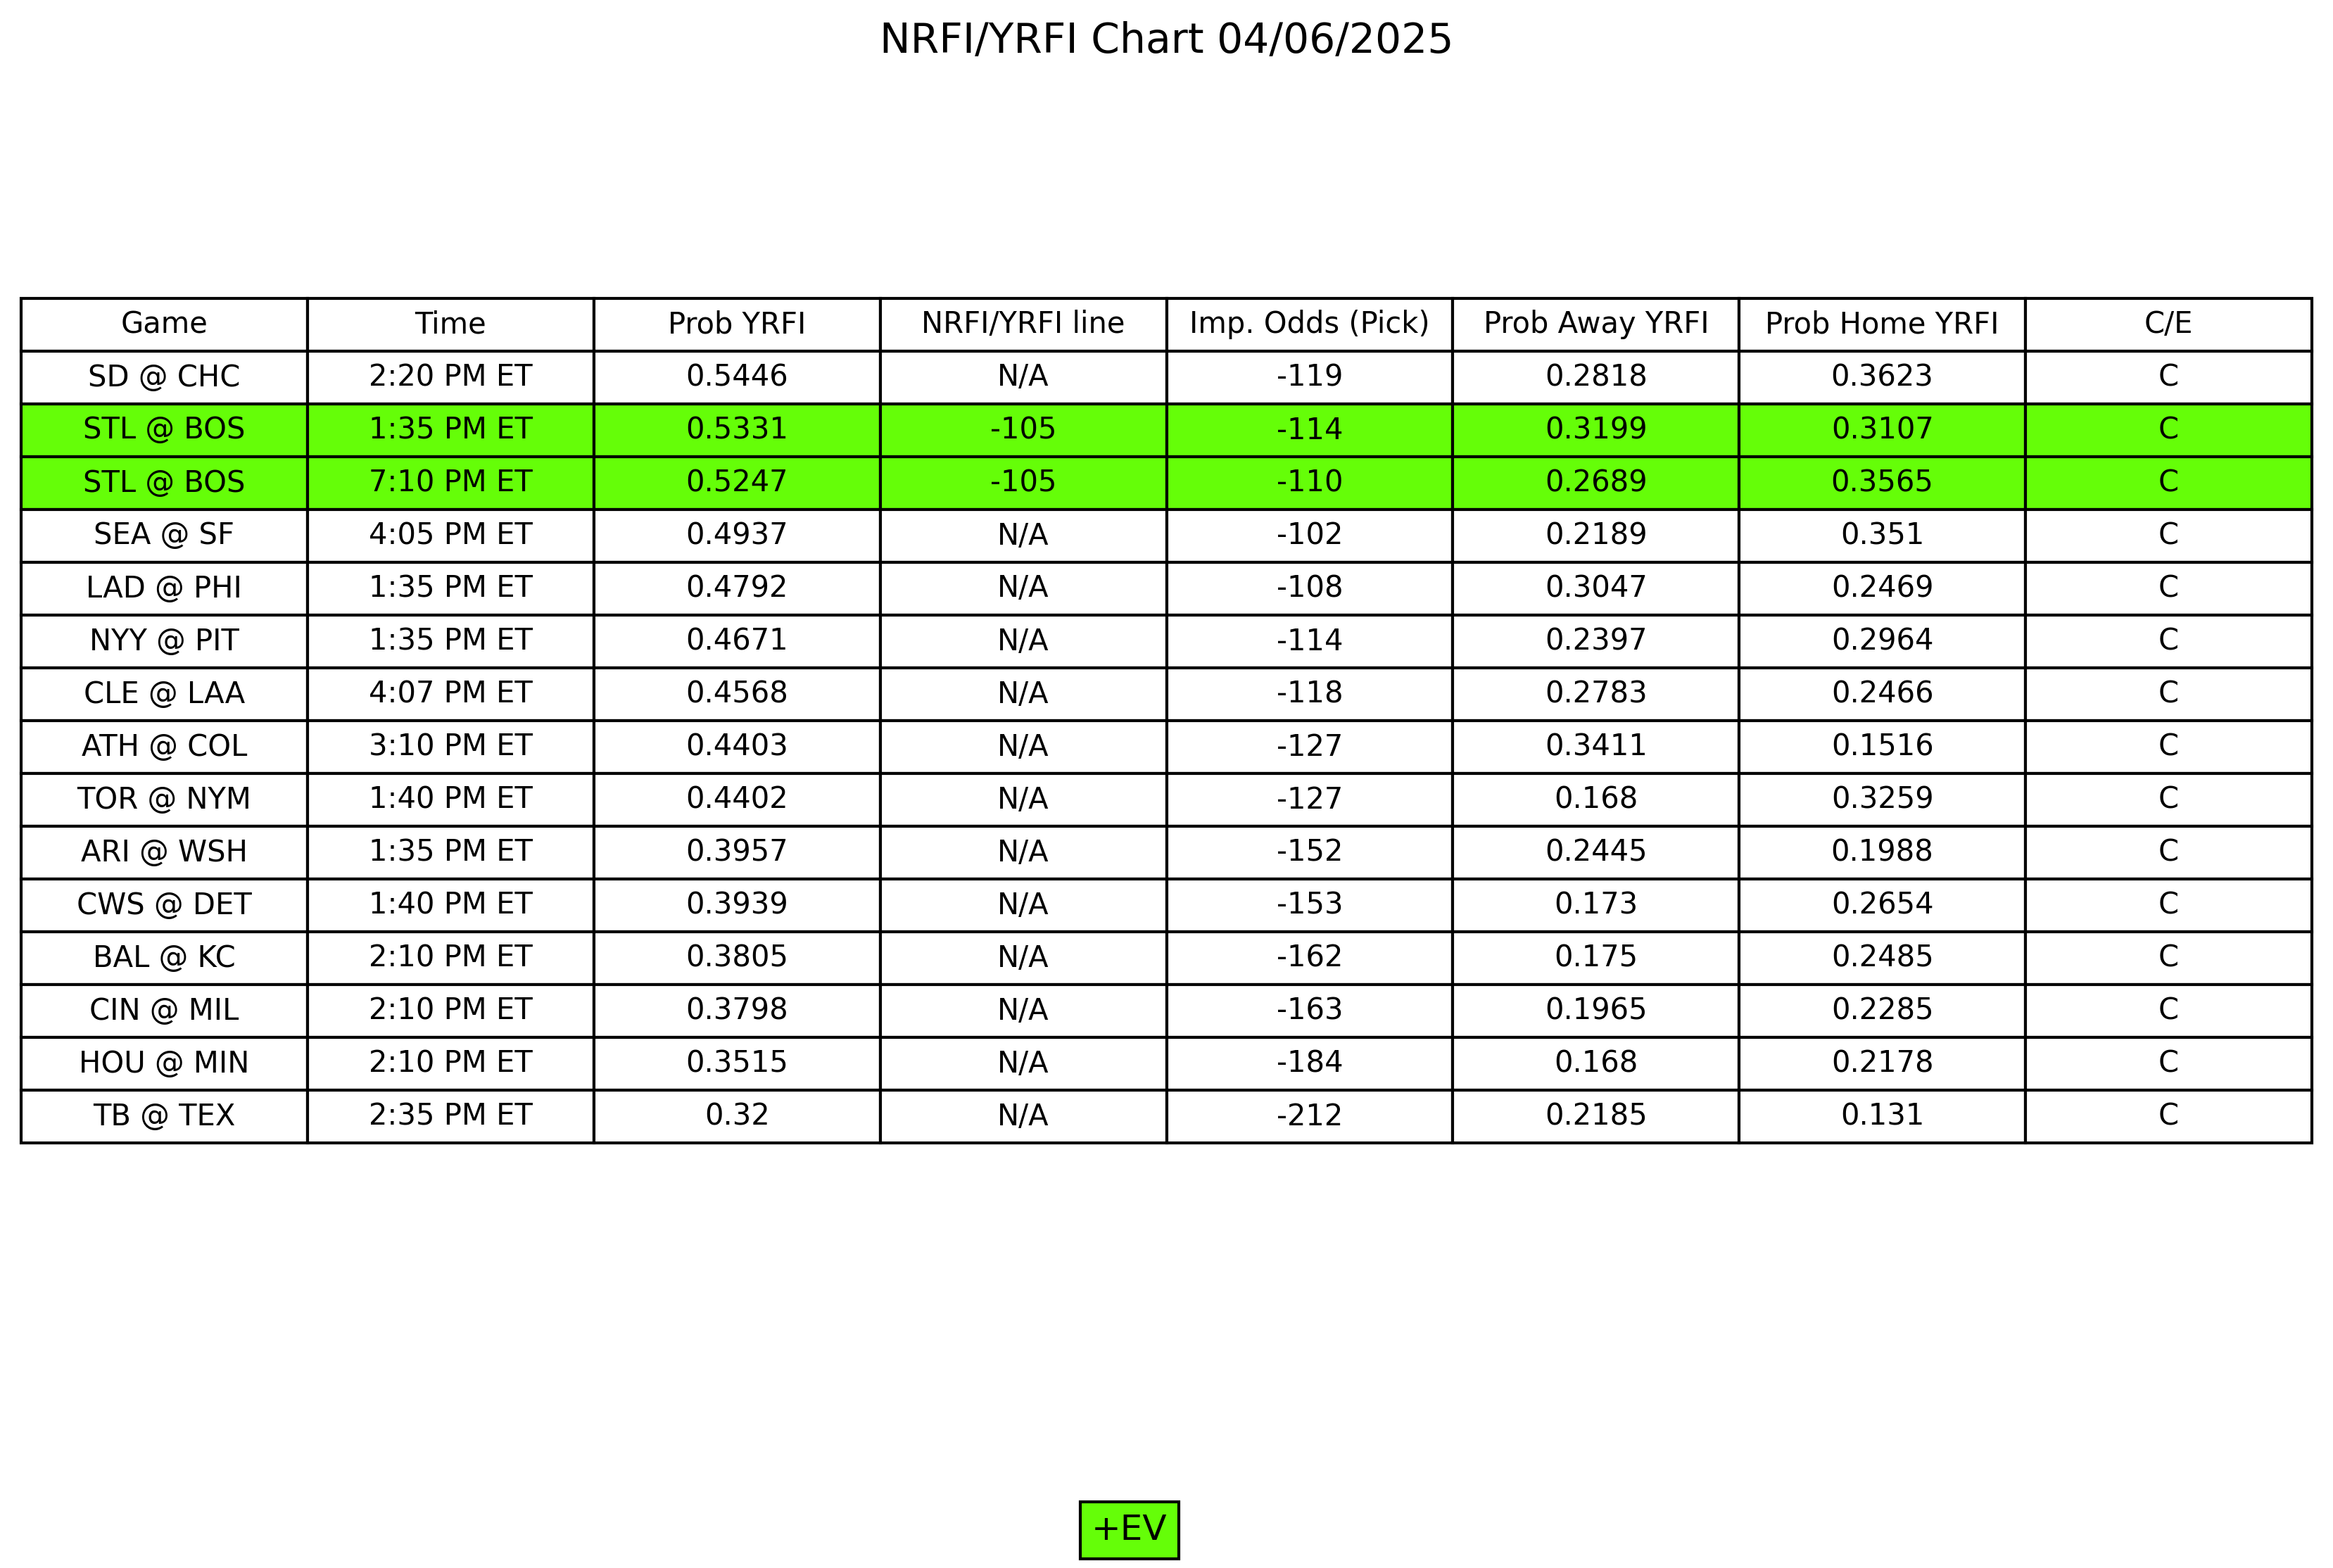 NRFI/YRFI Chart 04/06/2025
Game Time Prob YRFI NRFI/YRFI line Imp. Odds (Pick) Prob Away YRFI Prob Home YRFI C/E
SD @ CHC 2:20 PM ET 0.5446 N/A -119 0.2818 0.3623 C
STL @ BOS 1:35 PM ET 0.5331 -105 -114 0.3199 0.3107 C
STL @ BOS 7:10 PM ET 0.5247 -105 -110 0.2689 0.3565 C
SEA @ SF 4:05 PM ET 0.4937 N/A -102 0.2189 0.351 C
LAD @ PHI 1:35 PM ET 0.4792 N/A -108 0.3047 0.2469 C
NYY @ PIT 1:35 PM ET 0.4671 N/A -114 0.2397 0.2964 C
CLE @ LAA 4:07 PM ET 0.4568 N/A -118 0.2783 0.2466 C
ATH @ COL 3:10 PM ET 0.4403 N/A -127 0.3411 0.1516 C
TOR @ NYM 1:40 PM ET 0.4402 N/A -127 0.168 0.3259 C
ARI @ WSH 1:35 PM ET 0.3957 N/A -152 0.2445 0.1988 C
CWS @ DET 1:40 PM ET 0.3939 N/A -153 0.173 0.2654 C
BAL @ KC 2:10 PM ET 0.3805 N/A -162 0.175 0.2485 C
CIN @ MIL 2:10 PM ET 0.3798 N/A -163 0.1965 0.2285 C
HOU @ MIN 2:10 PM ET 0.3515 N/A -184 0.168 0.2178 C
TB @ TEX 2:35 PM ET 0.32 N/A -212 0.2185 0.131 C
+EV